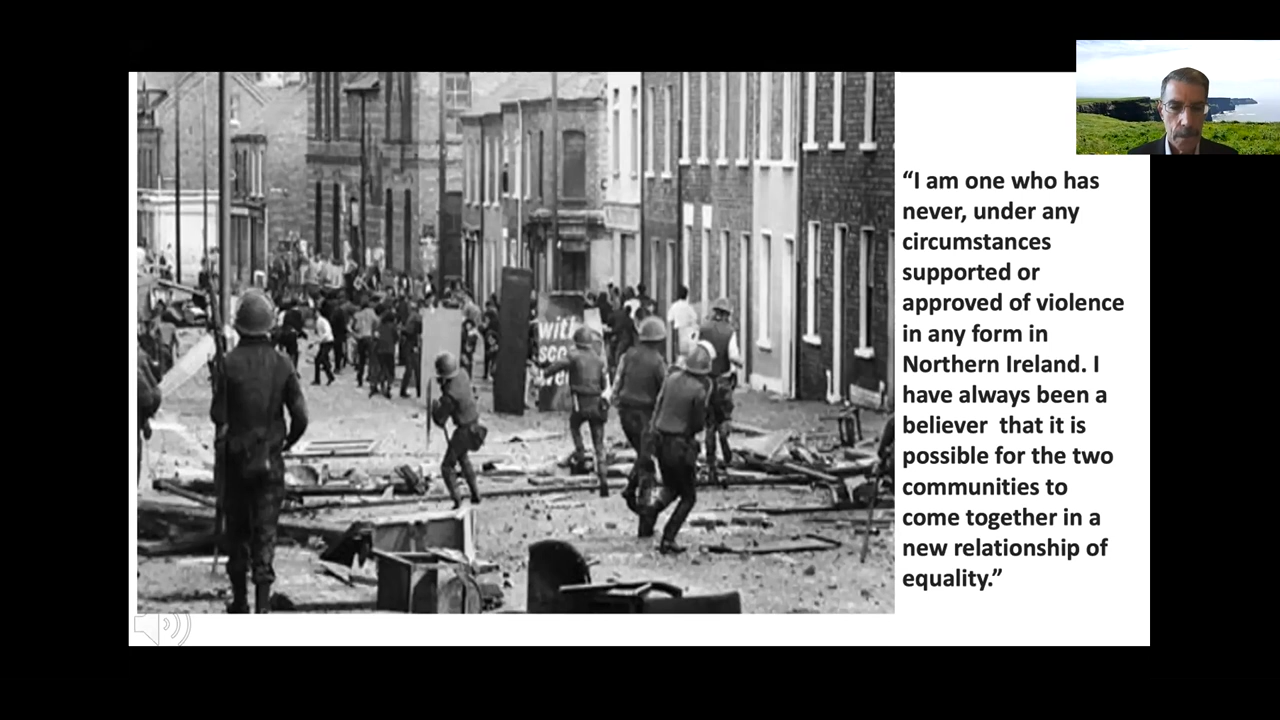 “I am one who has
never, under any
circumstances
supported or
approved of violence
in any form in
Northern Ireland. I
have always been a
believer  that it is
possible for the two
communities to
come together in a
new relationship of
equality.”
with